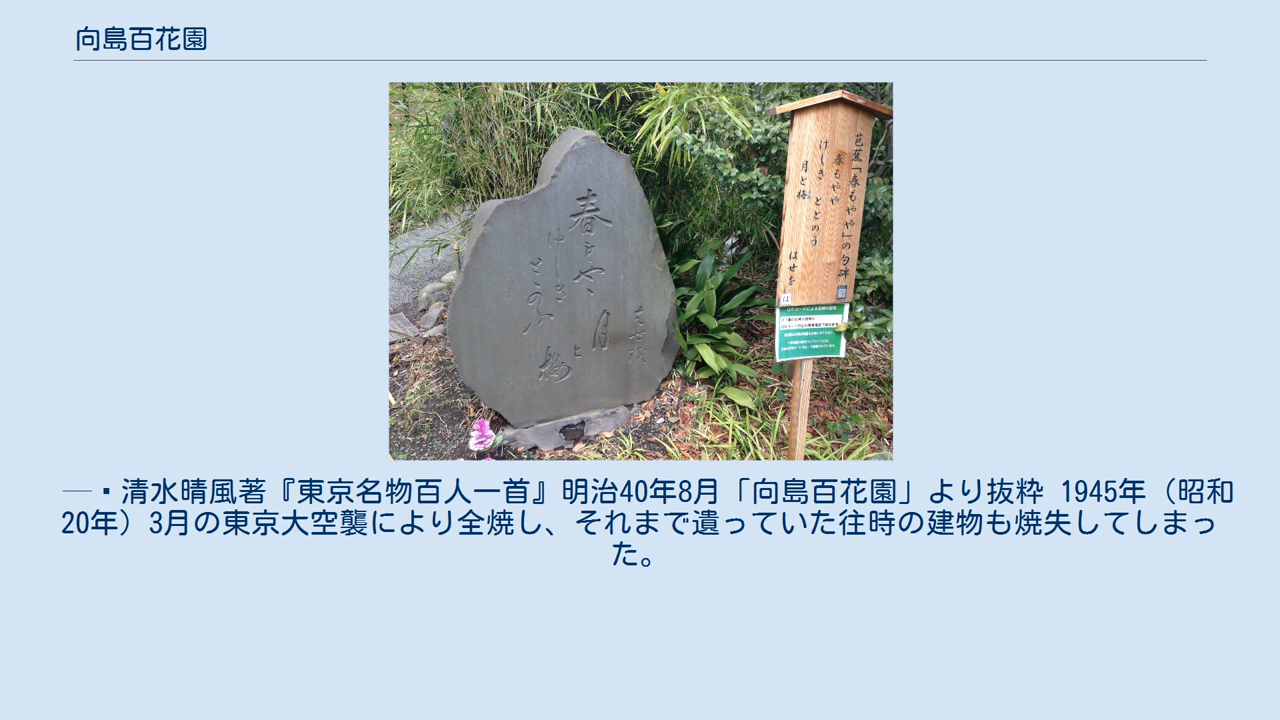 向島百花園
春もやゝ
けしき
とゝのふ
月
と
梅
芭蕉「春もやや」の句碑
春もやや
けしき ととのう
月と梅
はせを
は
―・清水晴風著『東京名物百人一首』明治40年8月「向島百花園」より抜粋 1945年（昭和
20年）3月の東京大空襲により全焼し、それまで遺っていた往時の建物も焼失してしまっ
た。